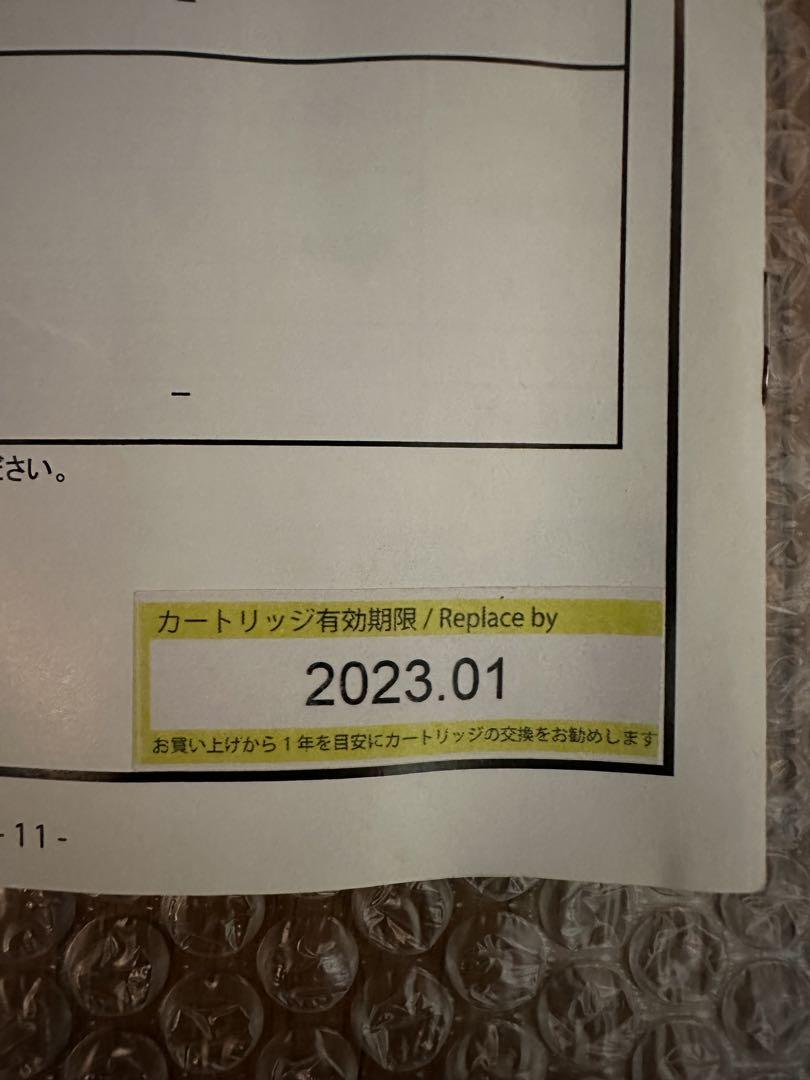 ださい。
カートリッジ有効期限 / Replace by
2023.01
お買い上げから1年を目安にカートリッジの交換をお勧めします
- 11 -